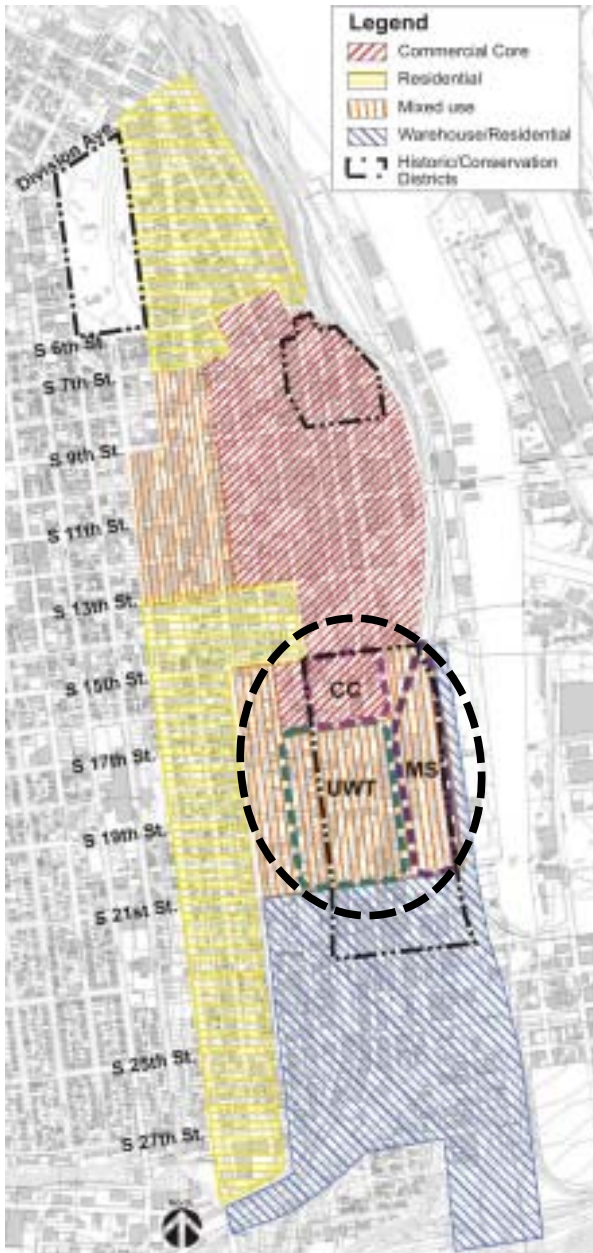 Legend
Commercial Core
Residential
Mixed use
Warehouse/Residential
Historic/Conservation
Districts
Division Ave.
S 6th St.
S 7th St.
S 9th St.
S 11th St.
S 13th St.
S 15th St.
CC
S 17th St.
MS
UWT
S 19th St.
S 21st St.
S 25th St.
S 27th St.